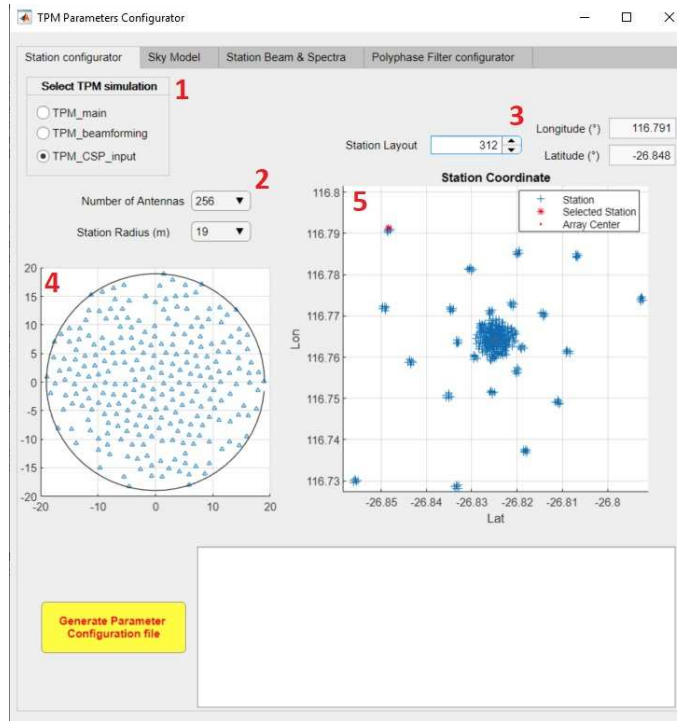 TPM Parameters Configurator
Station configurator Sky Model Station Beam & Spectra Polyphase Filter configurator
Select TPM simulation 1
TPM_main
TPM_beamforming
TPM_CSP_input
3
Longitude (°) 116.791
Station Layout 312
Latitude (°) -26.848
2
Number of Antennas 256
Station Radius (m) 19
Station Coordinate
5
Station
Selected Station
Array Center
116.8
116.79
116.78
116.77
116.76
116.75
116.74
116.73
Lon
-26.85 -26.84 -26.83 -26.82 -26.81 -26.8
Lat
4
20
15
10
5
0
-5
-10
-15
-20
-20 -10 0 10 20
Generate Parameter
Configuration file